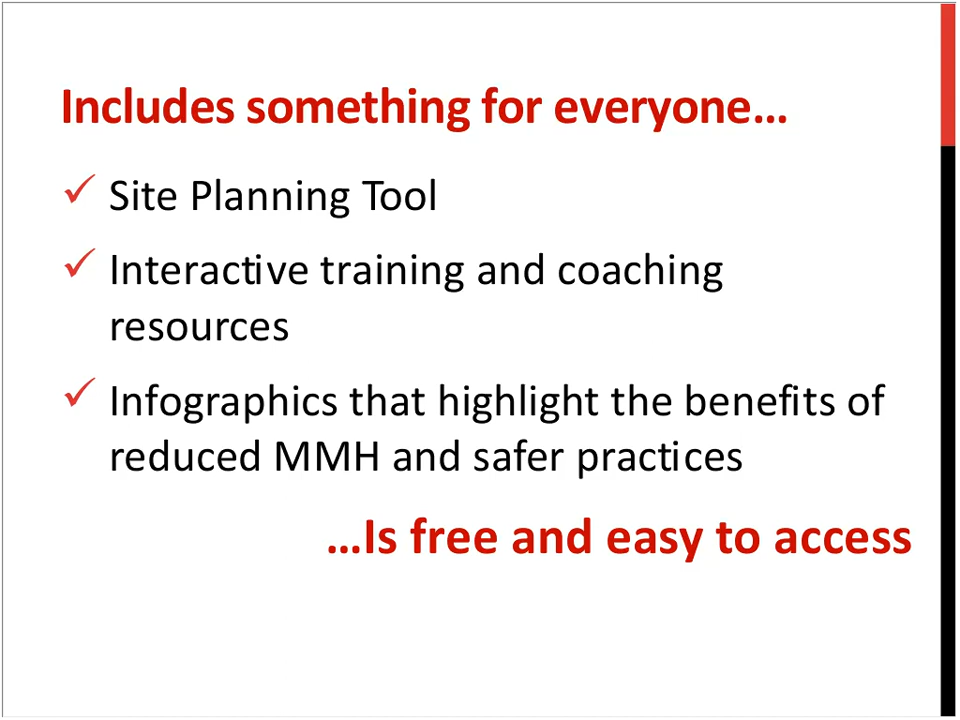 Includes something for everyone…
Site Planning Tool
Interactive training and coaching
resources
Infographics that highlight the benefits of
reduced MMH and safer practices
…Is free and easy to access